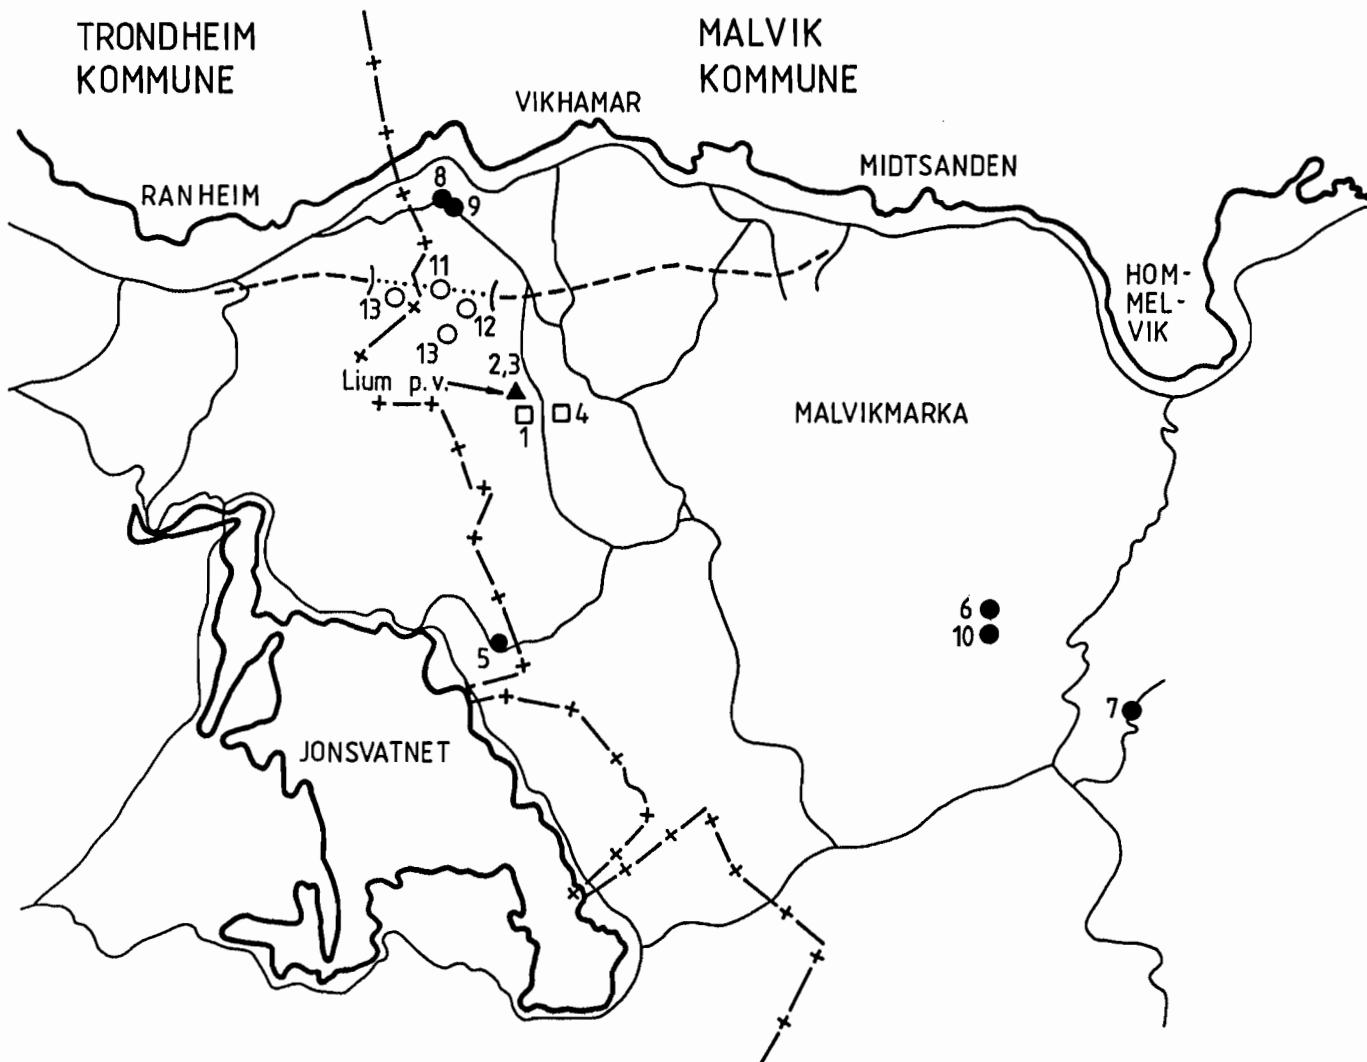 TRONDHEIM
KOMMUNE
MALVIK
KOMMUNE
VIKHAMAR
MIDTSANDEN
RANHEIM
8
9
HOM-
MEL-
VIK
11
13
12
13
2,3
Lium p.v.
1
4
MALVIKMARKA
6
10
5
7
JONSVATNET